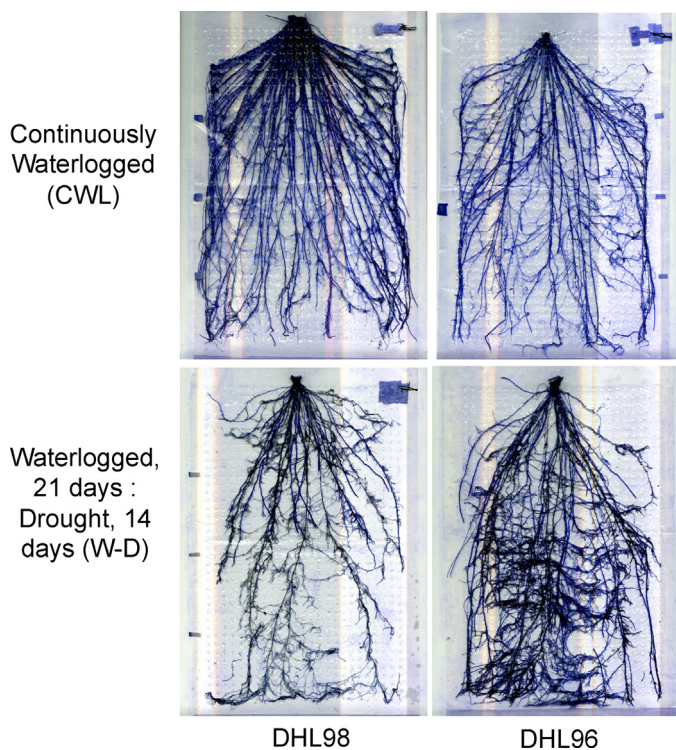 Continuously
Waterlogged
(CWL)
Waterlogged,
21 days :
Drought, 14
days (W-D)
DHL98
DHL96